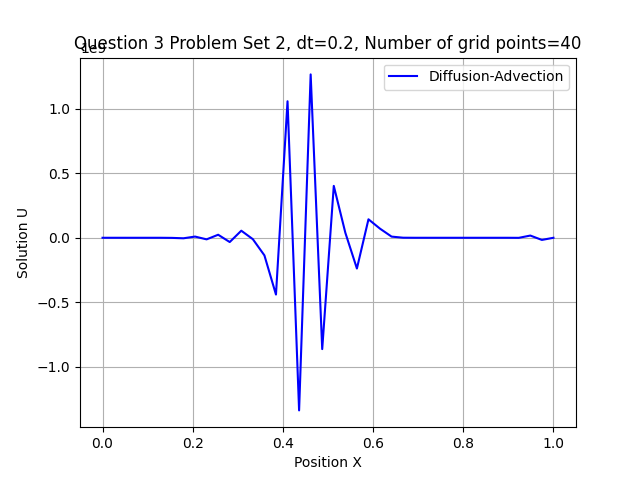 Question 3 Problem Set 2, dt=0.2, Number of grid points=40
1e9
Diffusion-Advection
1.0
0.5
0.0
−0.5
−1.0
Solution U
0.0 0.2 0.4 0.6 0.8 1.0
Position X